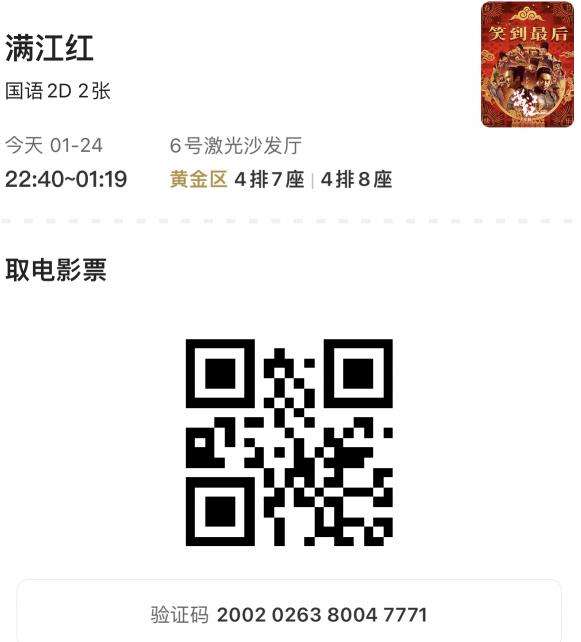 满江红
笑到最后
国语2D 2张
今天 01-24
6号激光沙发厅
22:40~01:19
黄金区 4排7座 | 4排8座
取电影票
验证码 2002 0263 8004 7771